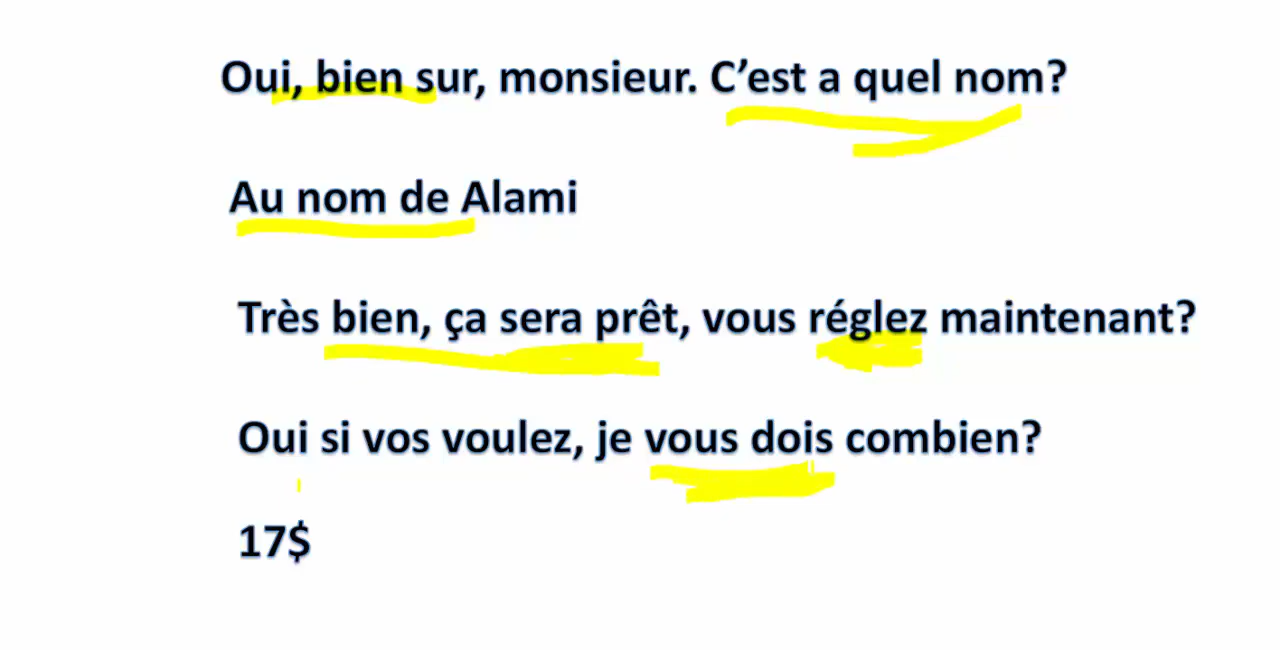 Oui, bien sur, monsieur. C’est a quel nom?
Au nom de Alami
Très bien, ça sera prêt, vous réglez maintenant?
Oui si vos voulez, je vous dois combien?
17$